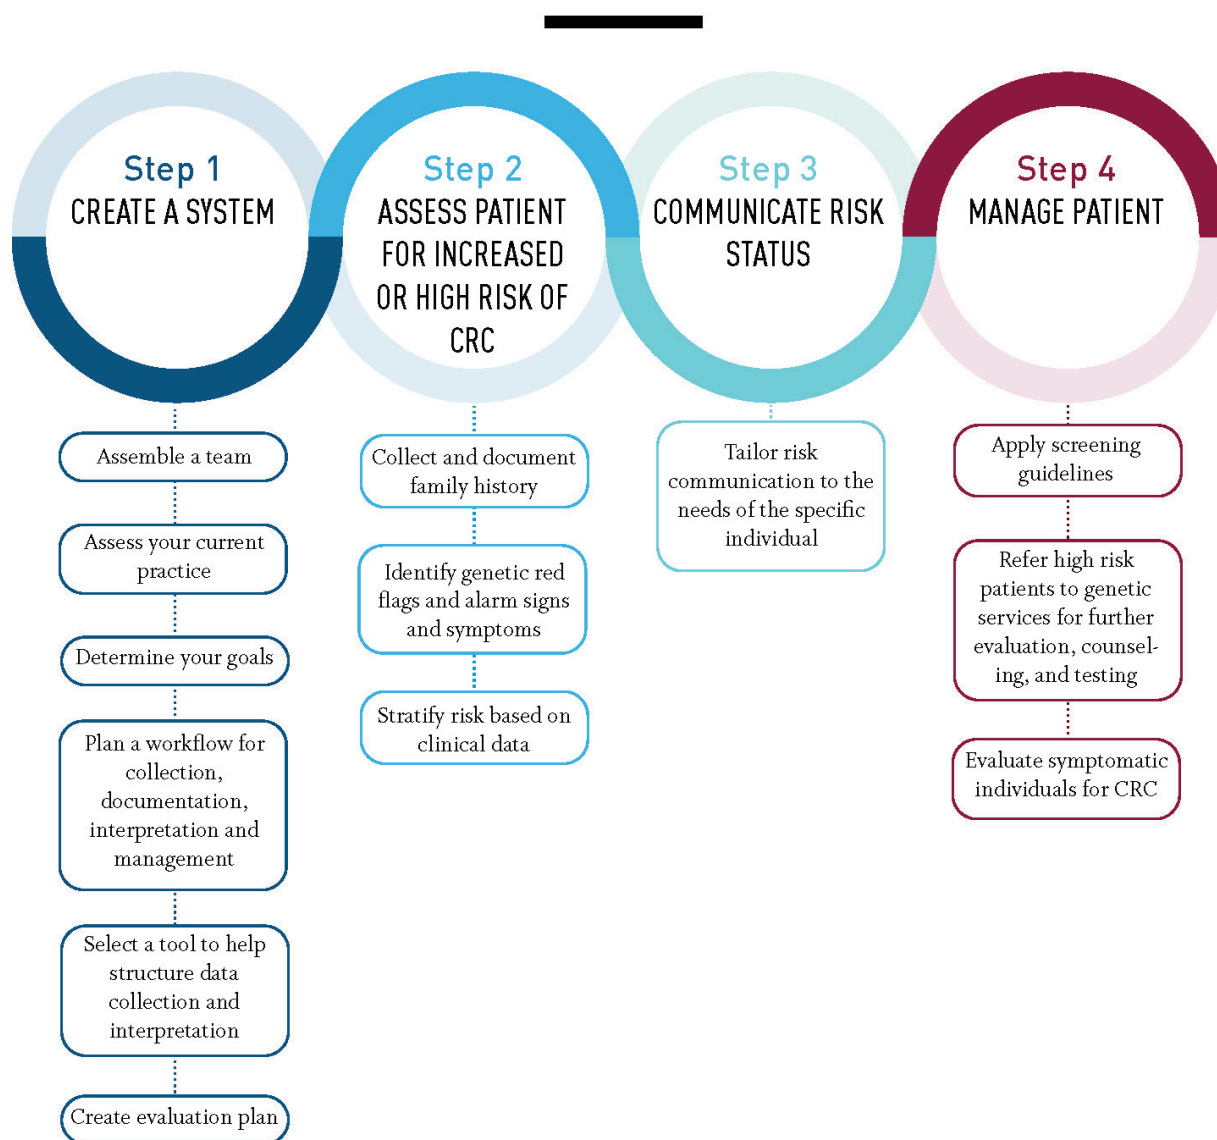 Step 1
CREATE A SYSTEM
Assemble a team
Assess your current
practice
Determine your goals
Plan a workflow for
collection,
documentation,
interpretation and
management
Select a tool to help
structure data
collection and
interpretation
Create evaluation plan
Step 2
ASSESS PATIENT
FOR INCREASED
OR HIGH RISK OF
CRC
Collect and document
family history
Identify genetic red
flags and alarm signs
and symptoms
Stratify risk based on
clinical data
Step 3
COMMUNICATE RISK
STATUS
Tailor risk
communication to the
needs of the specific
individual
Step 4
MANAGE PATIENT
Apply screening
guidelines
Refer high risk
patients to genetic
services for further
evaluation, counsel-
ing, and testing
Evaluate symptomatic
individuals for CRC